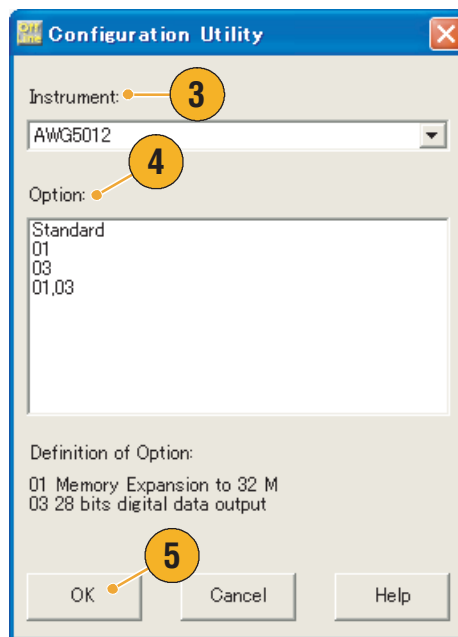 Off
line
Configuration Utility
Instrument:
3
AWG5012
4
Option:
Standard
01
03
01,03
Definition of Option:
01 Memory Expansion to 32 M
03 28 bits digital data output
5
OK
Cancel
Help